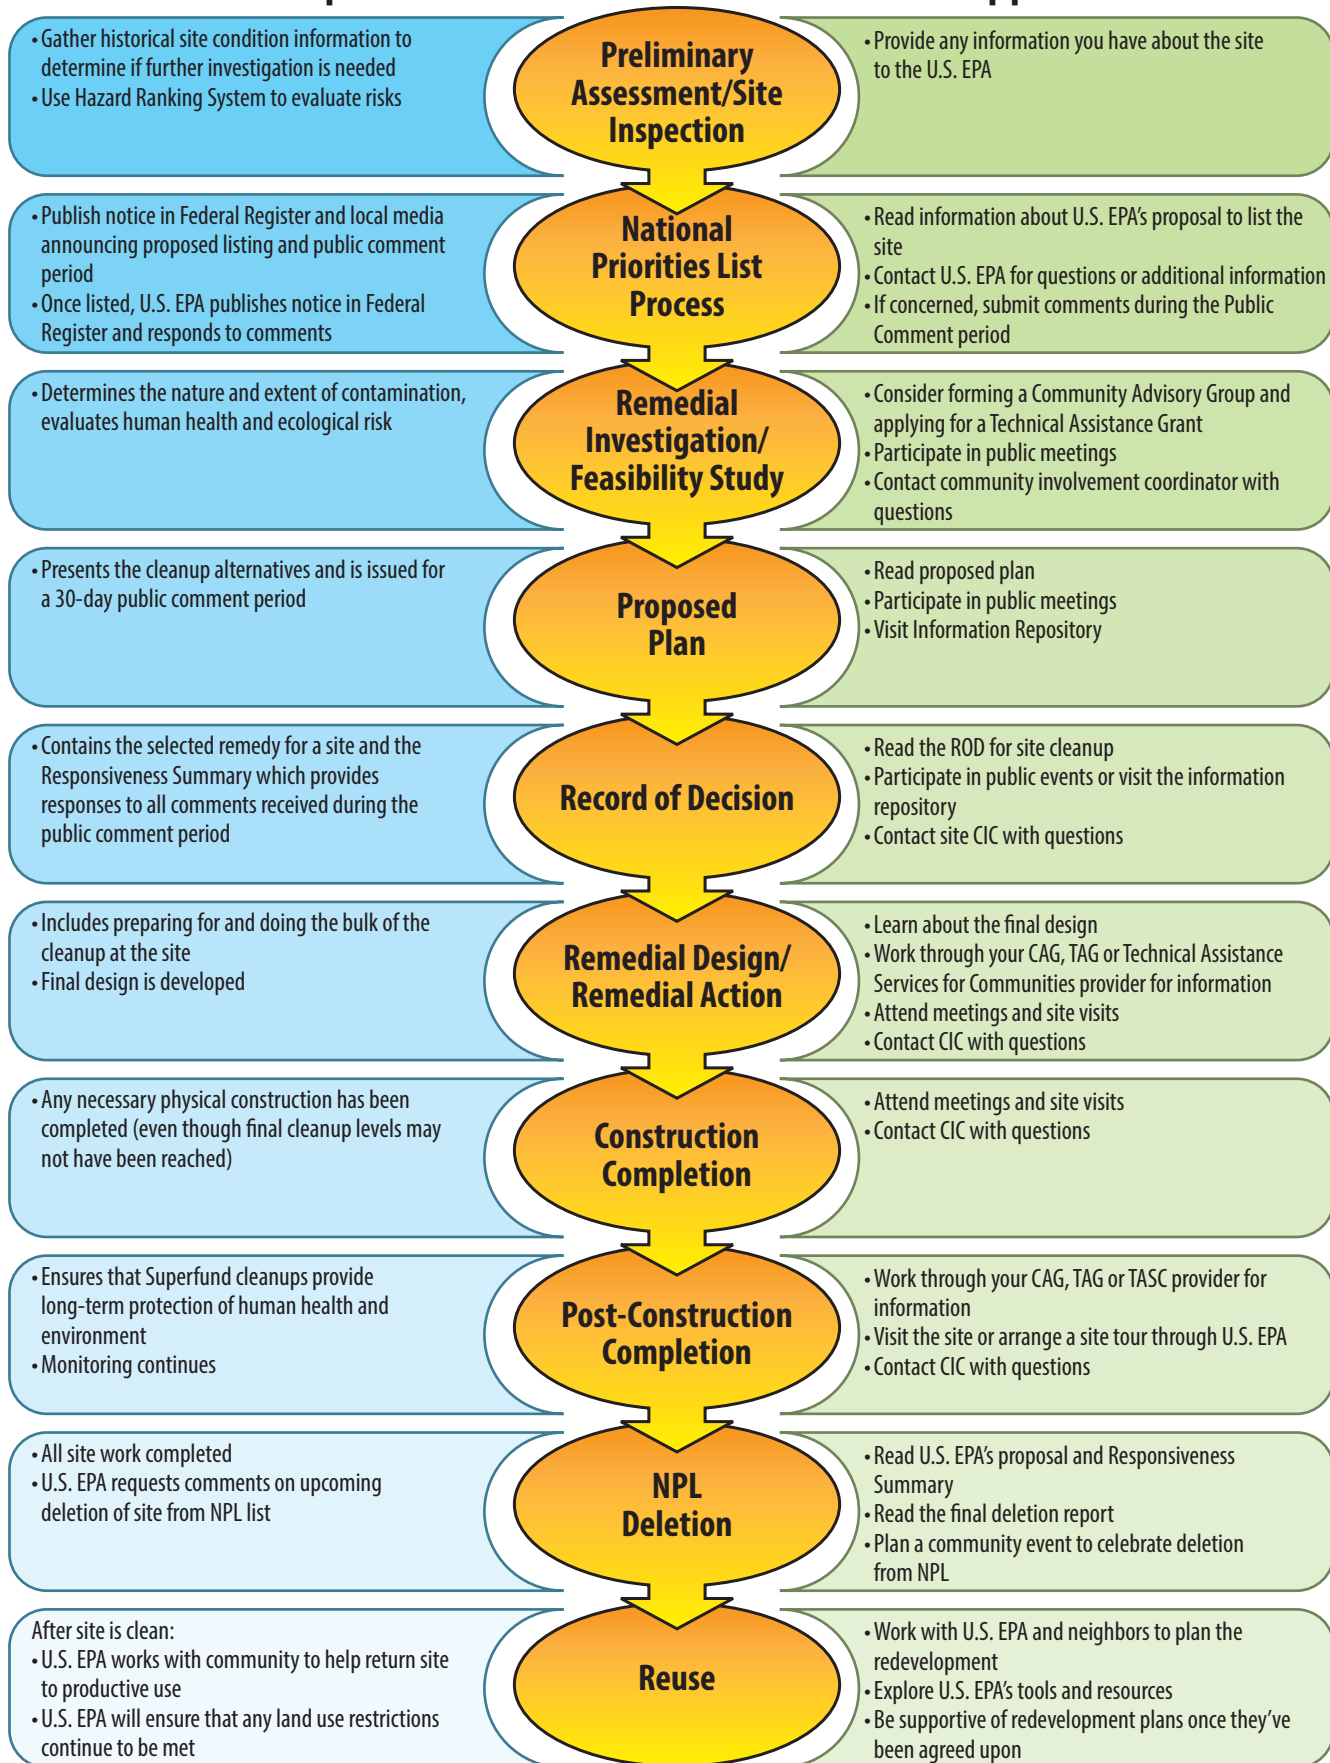 • Gather historical site condition information to
determine if further investigation is needed
• Use Hazard Ranking System to evaluate risks
Preliminary
Assessment/Site
Inspection
• Provide any information you have about the site
to the U.S. EPA
• Publish notice in Federal Register and local media
announcing proposed listing and public comment
period
• Once listed, U.S. EPA publishes notice in Federal
Register and responds to comments
National
Priorities List
Process
• Read information about U.S. EPA’s proposal to list the
site
• Contact U.S. EPA for questions or additional information
• If concerned, submit comments during the Public
Comment period
• Determines the nature and extent of contamination,
evaluates human health and ecological risk
Remedial
Investigation/
Feasibility Study
• Consider forming a Community Advisory Group and
applying for a Technical Assistance Grant
• Participate in public meetings
• Contact community involvement coordinator with
questions
• Presents the cleanup alternatives and is issued for
a 30-day public comment period
Proposed
Plan
• Read proposed plan
• Participate in public meetings
• Visit Information Repository
• Contains the selected remedy for a site and the
Responsiveness Summary which provides
responses to all comments received during the
public comment period
Record of Decision
• Read the ROD for site cleanup
• Participate in public events or visit the information
repository
• Contact site CIC with questions
• Includes preparing for and doing the bulk of the
cleanup at the site
• Final design is developed
Remedial Design/
Remedial Action
• Learn about the final design
• Work through your CAG, TAG or Technical Assistance
Services for Communities provider for information
• Attend meetings and site visits
• Contact CIC with questions
• Any necessary physical construction has been
completed (even though final cleanup levels may
not have been reached)
Construction
Completion
• Attend meetings and site visits
• Contact CIC with questions
• Ensures that Superfund cleanups provide
long-term protection of human health and
environment
• Monitoring continues
Post-Construction
Completion
• Work through your CAG, TAG or TASC provider for
information
• Visit the site or arrange a site tour through U.S. EPA
• Contact CIC with questions
• All site work completed
• U.S. EPA requests comments on upcoming
deletion of site from NPL list
NPL
Deletion
• Read U.S. EPA’s proposal and Responsiveness
Summary
• Read the final deletion report
• Plan a community event to celebrate deletion
from NPL
After site is clean:
• U.S. EPA works with community to help return site
to productive use
• U.S. EPA will ensure that any land use restrictions
continue to be met
Reuse
• Work with U.S. EPA and neighbors to plan the
redevelopment
• Explore U.S. EPA’s tools and resources
• Be supportive of redevelopment plans once they’ve
been agreed upon